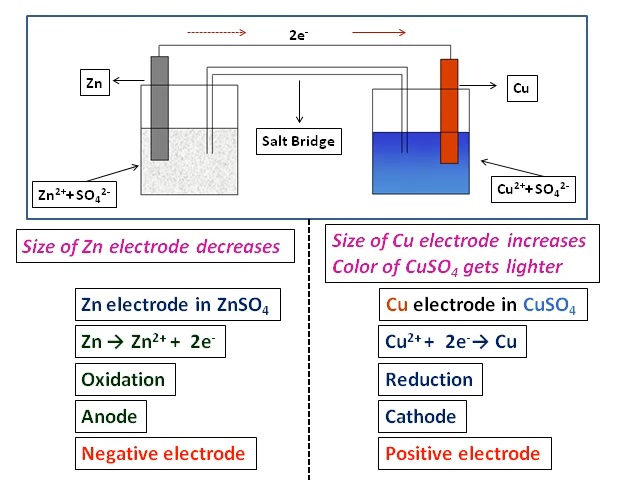 2e⁻
Zn
Cu
Salt Bridge
Zn²⁺+SO₄²⁻
Cu²⁺+SO₄²⁻
Size of Zn electrode decreases
Size of Cu electrode increases
Color of CuSO₄ gets lighter
Zn electrode in ZnSO₄
Cu electrode in CuSO₄
Zn → Zn²⁺ + 2e⁻
Cu²⁺ + 2e⁻→ Cu
Oxidation
Reduction
Anode
Cathode
Negative electrode
Positive electrode